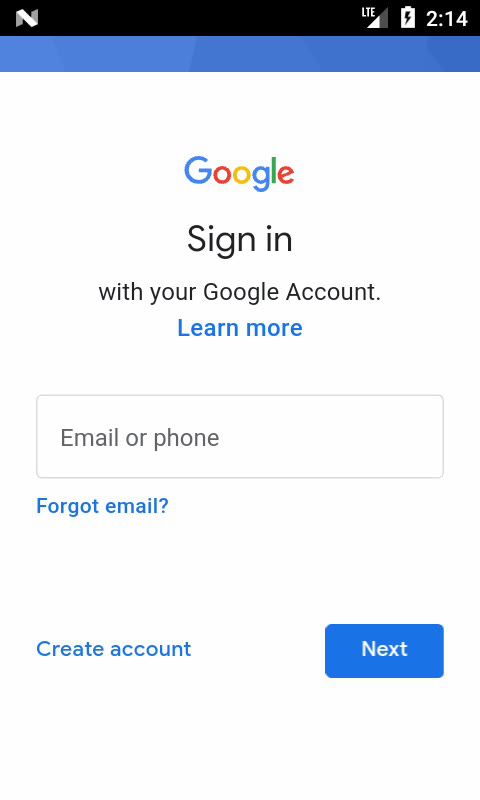 LTE 2:14
Google
Sign in
with your Google Account.
Learn more
Email or phone
Forgot email?
Create account Next